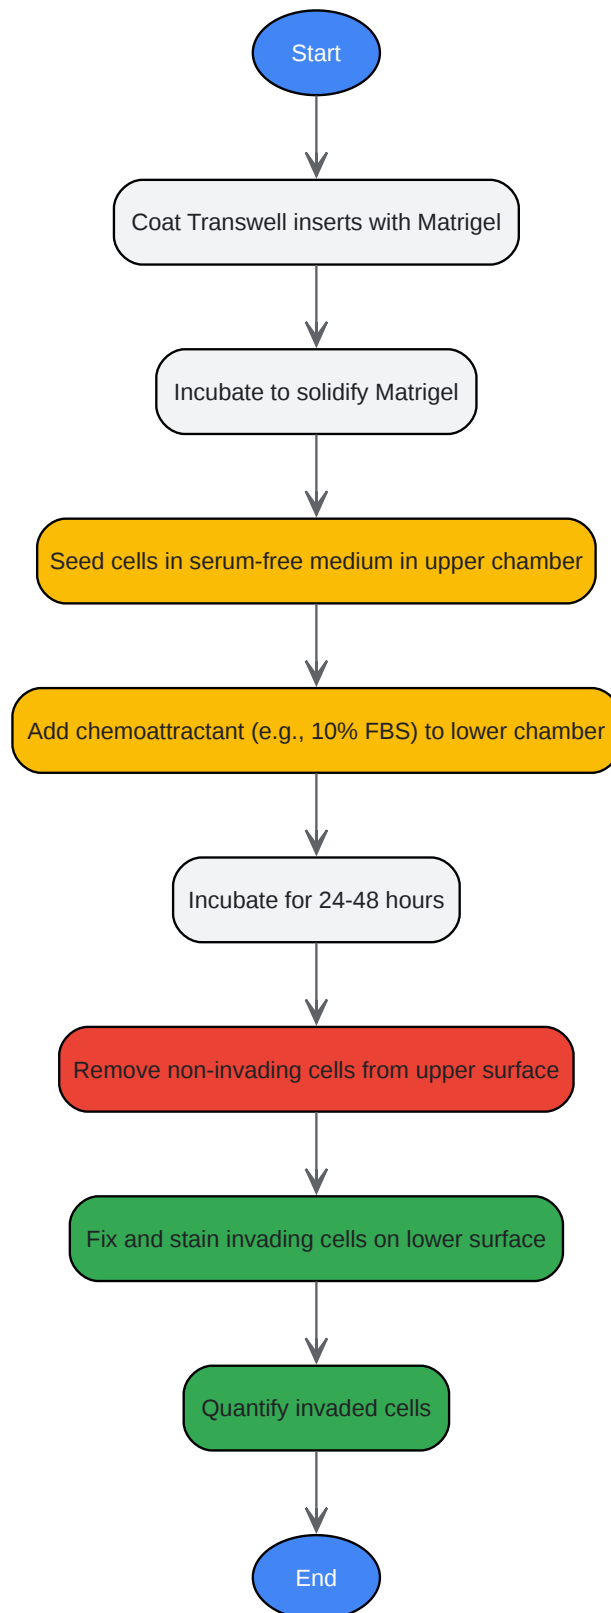 Start
Coat Transwell inserts with Matrigel
Incubate to solidify Matrigel
Seed cells in serum-free medium in upper chamber
Add chemoattractant (e.g., 10% FBS) to lower chamber
Incubate for 24-48 hours
Remove non-invading cells from upper surface
Fix and stain invading cells on lower surface
Quantify invaded cells
End